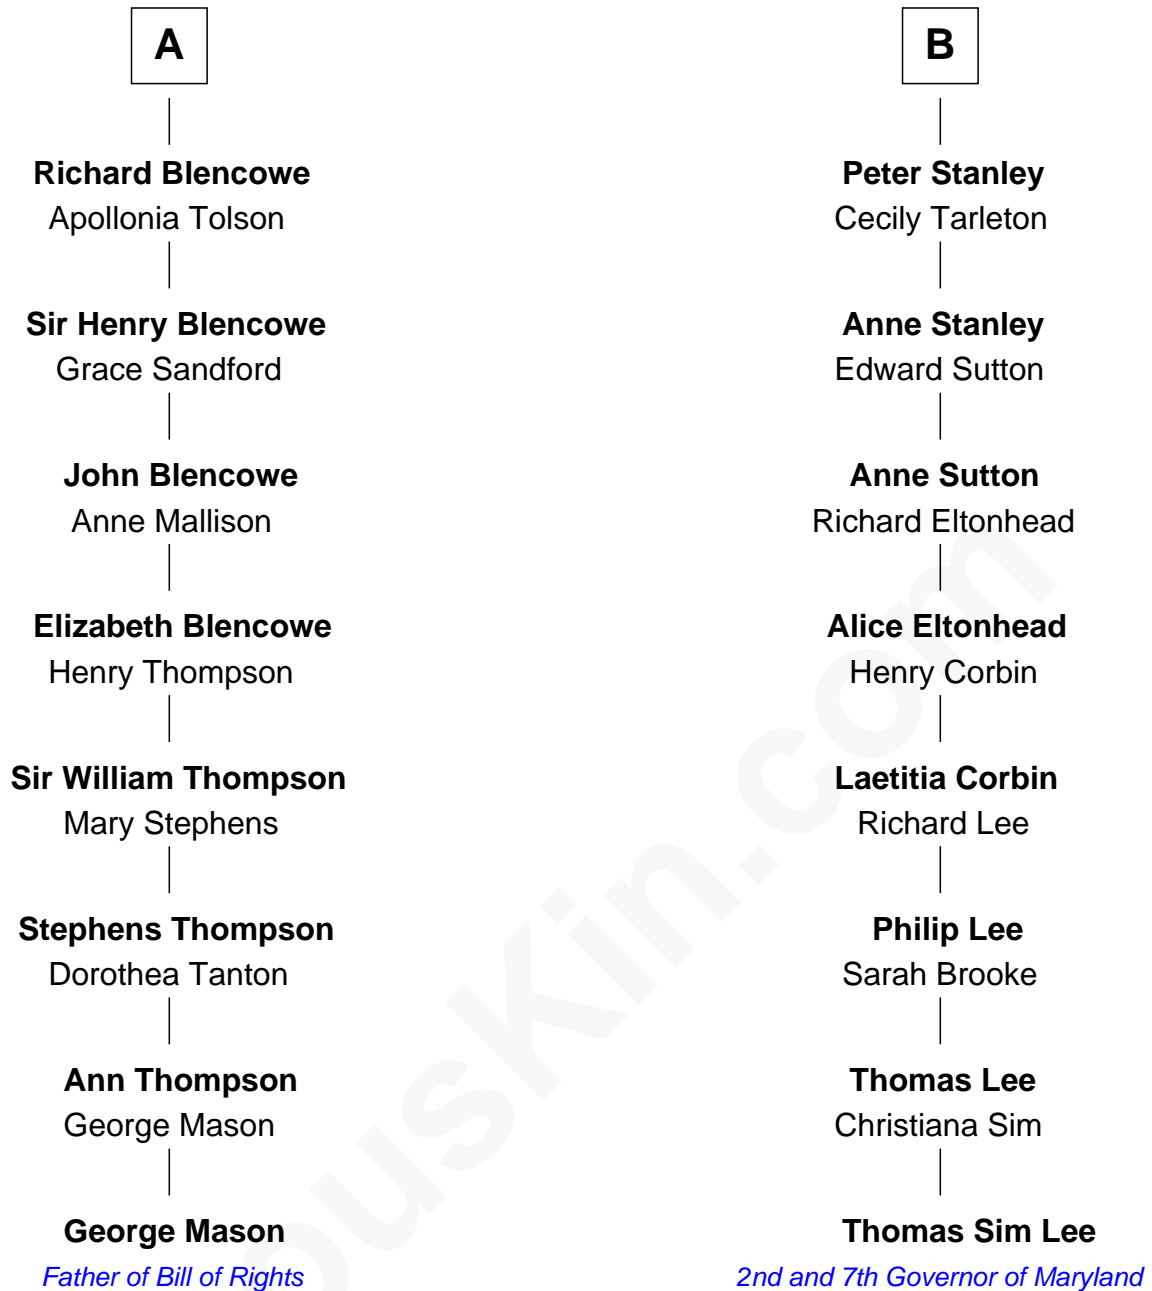 A
Richard Blencowe
Apollonia Tolson
Sir Henry Blencowe
Grace Sandford
John Blencowe
Anne Mallison
Elizabeth Blencowe
Henry Thompson
Sir William Thompson
Mary Stephens
Stephens Thompson
Dorothea Tanton
Ann Thompson
George Mason
George Mason
Father of Bill of Rights
B
Peter Stanley
Cecily Tarleton
Anne Stanley
Edward Sutton
Anne Sutton
Richard Eltonhead
Alice Eltonhead
Henry Corbin
Laetitia Corbin
Richard Lee
Philip Lee
Sarah Brooke
Thomas Lee
Christiana Sim
Thomas Sim Lee
2nd and 7th Governor of Maryland
ousKin.com